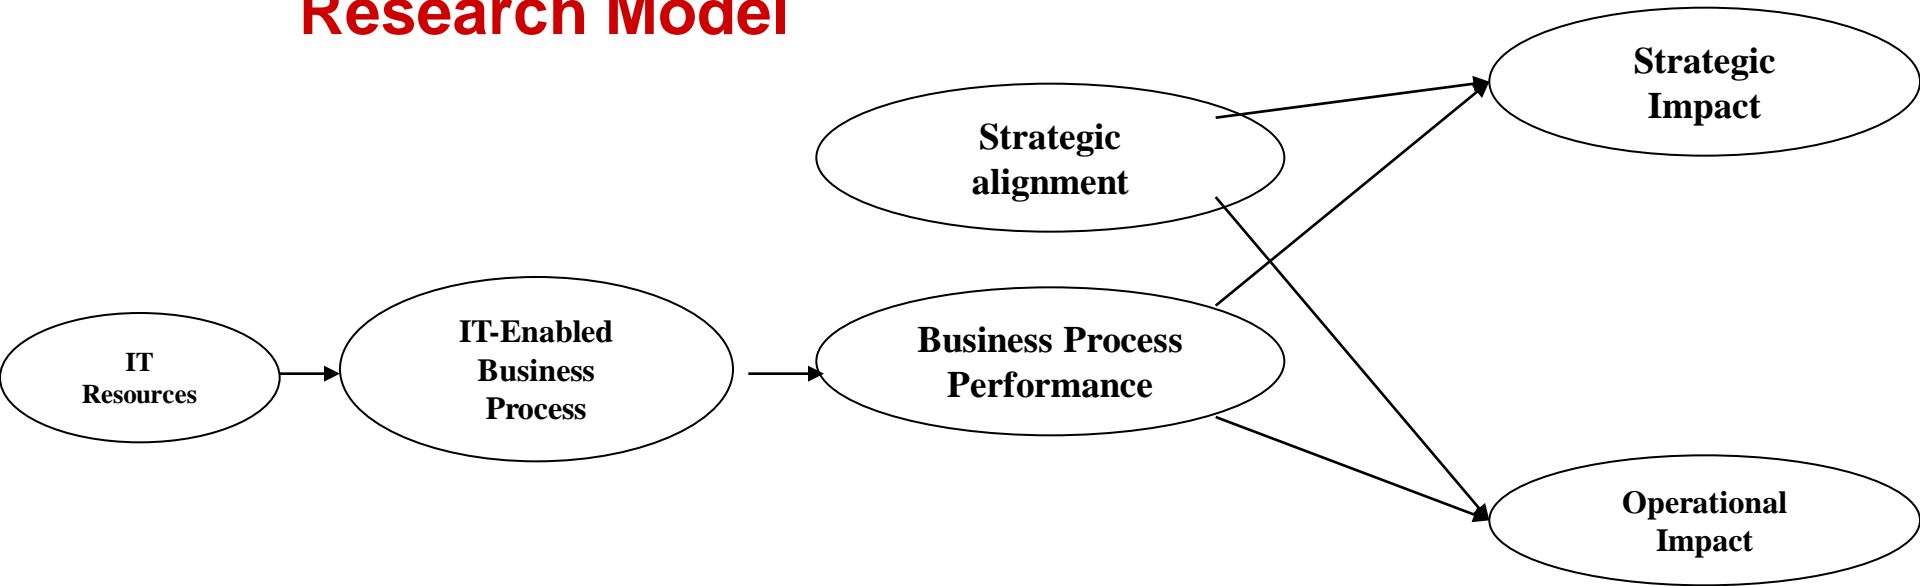 Research Model
Strategic
Impact
Strategic
alignment
IT-Enabled
Business
Process
Business Process
Performance
IT
Resources
Operational
Impact